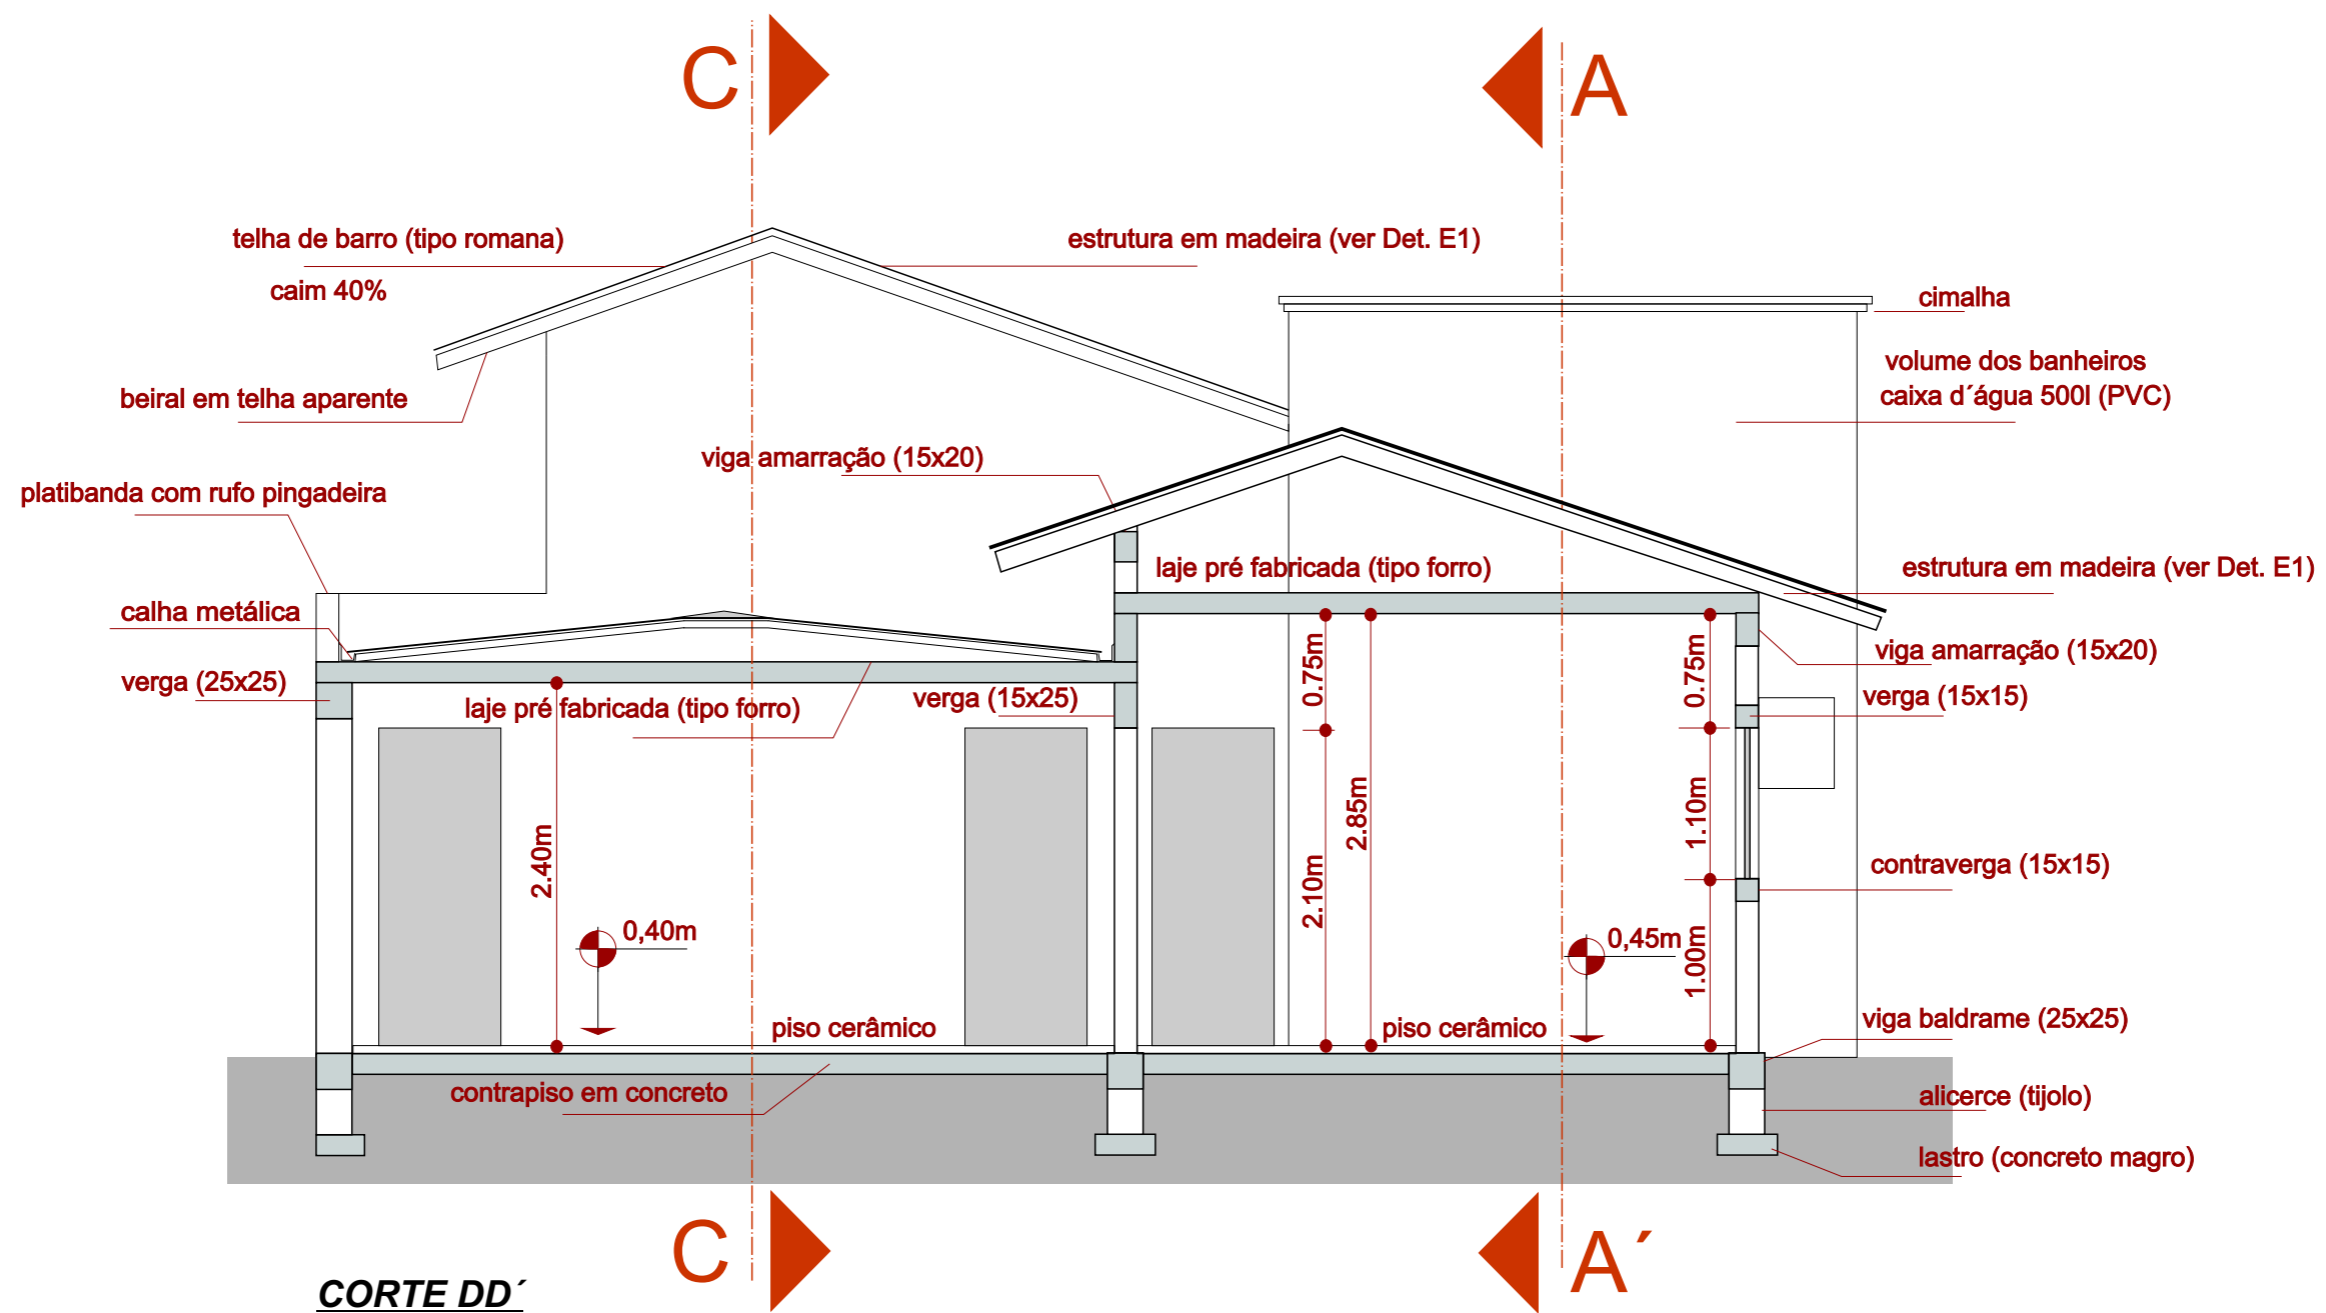 C
A
telha de barro (tipo romana)
caim 40%
estrutura em madeira (ver Det. E1)
cimalha
volume dos banheiros
caixa d´água 500l (PVC)
beiral em telha aparente
viga amarração (15x20)
platibanda com rufo pingadeira
laje pré fabricada (tipo forro)
estrutura em madeira (ver Det. E1)
calha metálica
viga amarração (15x20)
verga (25x25)
laje pré fabricada (tipo forro)
verga (15x25)
0.75m
0.75m
verga (15x15)
2.40m
2.85m
1.10m
contraverga (15x15)
2.10m
0,40m
0,45m
1.00m
piso cerâmico
piso cerâmico
viga baldrame (25x25)
contrapiso em concreto
alicerce (tijolo)
lastro (concreto magro)
C
A´
CORTE DD´